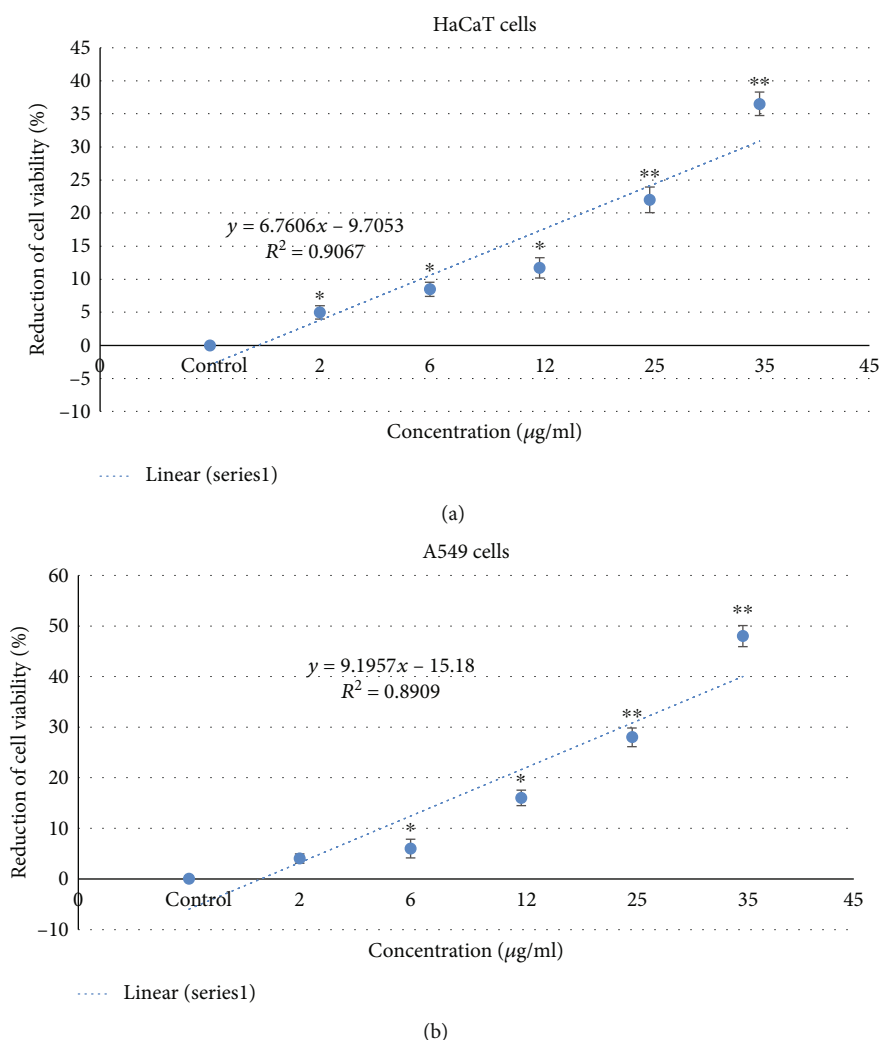 HaCaT cells
45
40
35
30
25
20
15
10
5
0
−5
−10
Reduction of cell viability (%)
y = 6.7606x – 9.7053
R² = 0.9067
*
*
*
**
**
0 Control 2 6 12 25 35 45
Concentration (μg/ml)
Linear (series1)
(a)
A549 cells
60
50
40
30
20
10
0
−10
Reduction of cell viability (%)
y = 9.1957x – 15.18
R² = 0.8909
*
*
**
**
0 Control 2 6 12 25 35 45
Concentration (μg/ml)
Linear (series1)
(b)